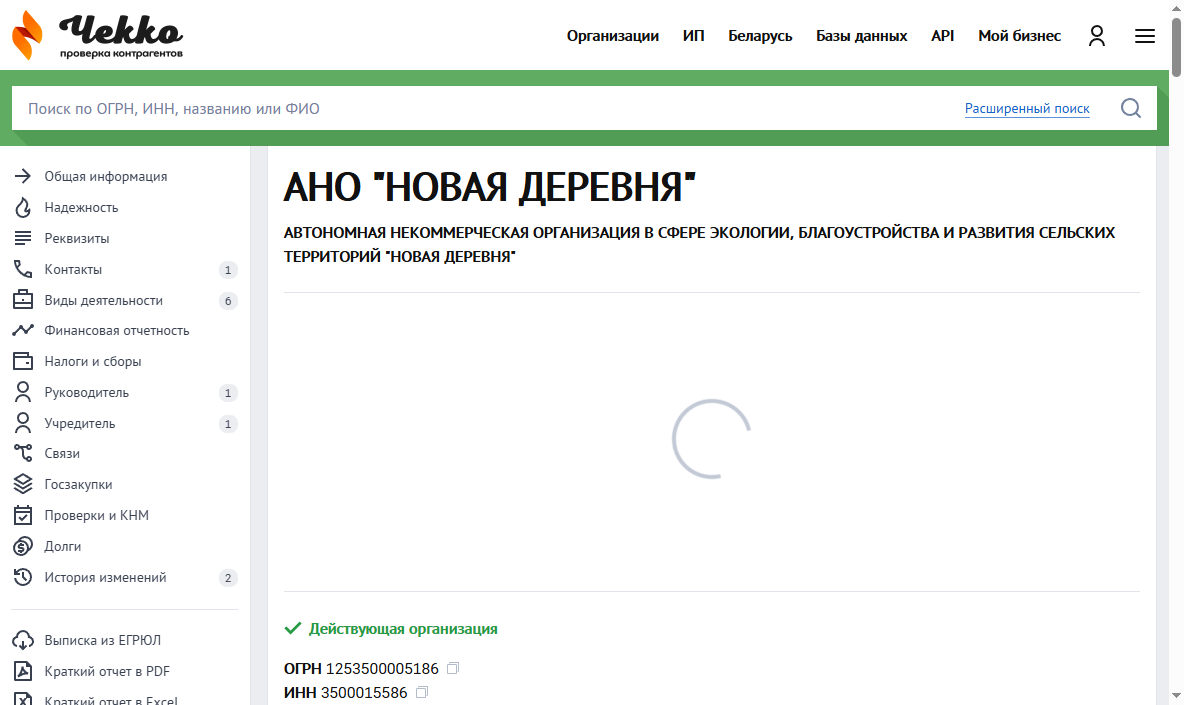 Чекко
проверка контрагентов
Организации ИП Беларусь Базы данных API Мой бизнес
Поиск по ОГРН, ИНН, названию или ФИО Расширенный поиск
Общая информация
Надежность
Реквизиты
Контакты 1
Виды деятельности 6
Финансовая отчетность
Налоги и сборы
Руководитель 1
Учредитель 1
Связи
Госзакупки
Проверки и КНМ
Долги
История изменений 2
Выписка из ЕГРЮЛ
Краткий отчет в PDF
Краткий отчет в Excel
АНО "НОВАЯ ДЕРЕВНЯ"
АВТОНОМНАЯ НЕКОММЕРЧЕСКАЯ ОРГАНИЗАЦИЯ В СФЕРЕ ЭКОЛОГИИ, БЛАГОУСТРОЙСТВА И РАЗВИТИЯ СЕЛЬСКИХ
ТЕРРИТОРИЙ "НОВАЯ ДЕРЕВНЯ"
Действующая организация
ОГРН 1253500005186
ИНН 3500015586